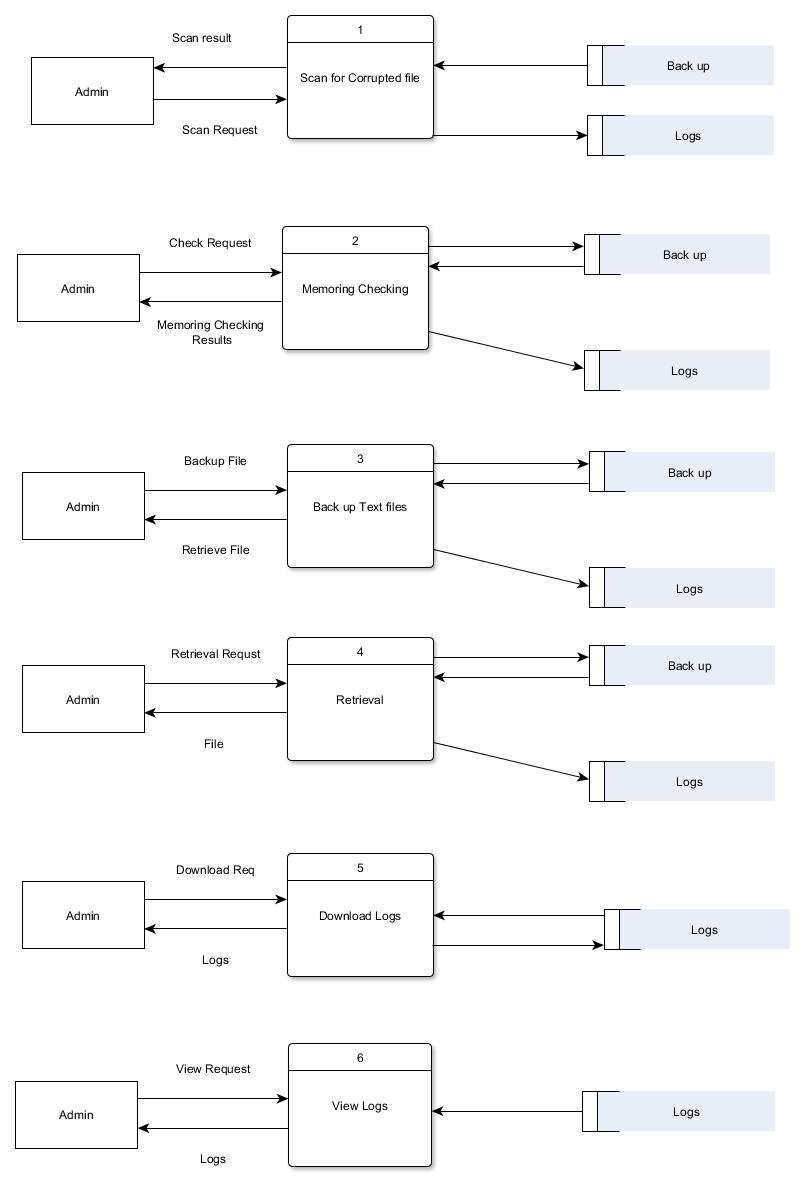 Scan result
1
Scan for Corrupted file
Admin
Scan Request
Back up
Logs
Check Request
2
Memoring Checking
Admin
Memoring Checking
Results
Back up
Logs
Backup File
3
Back up Text files
Admin
Retrieve File
Back up
Logs
Retrieval Requst
4
Retrieval
Admin
File
Back up
Logs
Download Req
5
Download Logs
Admin
Logs
Logs
View Request
6
View Logs
Admin
Logs
Logs